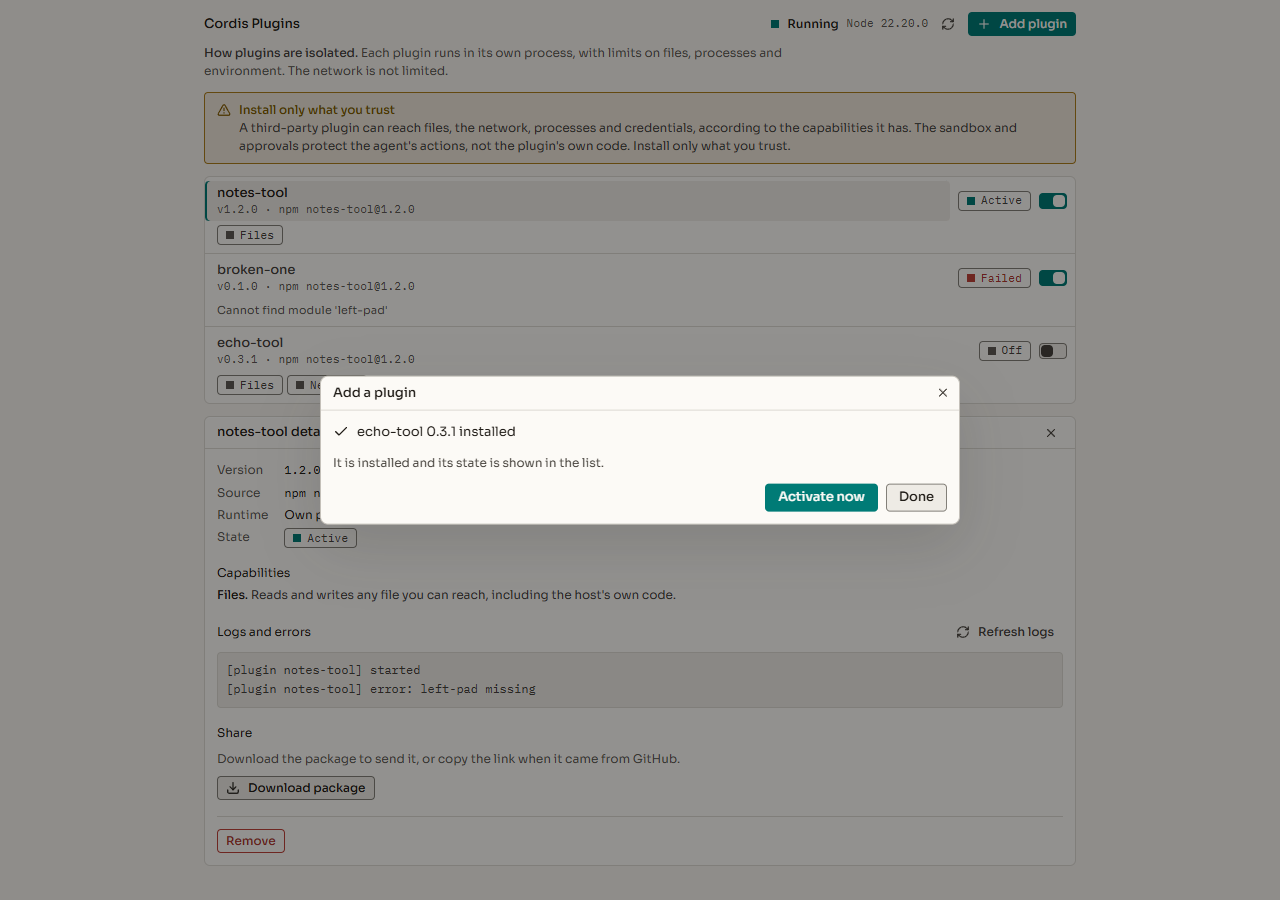 Cordis Plugins
Running Node 22.20.0
Add plugin
How plugins are isolated. Each plugin runs in its own process, with limits on files, processes and
environment. The network is not limited.
Install only what you trust
A third-party plugin can reach files, the network, processes and credentials, according to the capabilities it has. The sandbox and
approvals protect the agent's actions, not the plugin's own code. Install only what you trust.
notes-tool
v1.2.0 · npm notes-tool@1.2.0
Active
Files
broken-one
v0.1.0 · npm notes-tool@1.2.0
Failed
Cannot find module 'left-pad'
echo-tool
v0.3.1 · npm notes-tool@1.2.0
Off
Files
Add a plugin
echo-tool 0.3.1 installed
It is installed and its state is shown in the list.
Activate now
Done
notes-tool
Version 1.2.0
Source npm
Runtime Own
State Active
Capabilities
Files. Reads and writes any file you can reach, including the host's own code.
Logs and errors
Refresh logs
[plugin notes-tool] started
[plugin notes-tool] error: left-pad missing
Share
Download the package to send it, or copy the link when it came from GitHub.
Download package
Remove